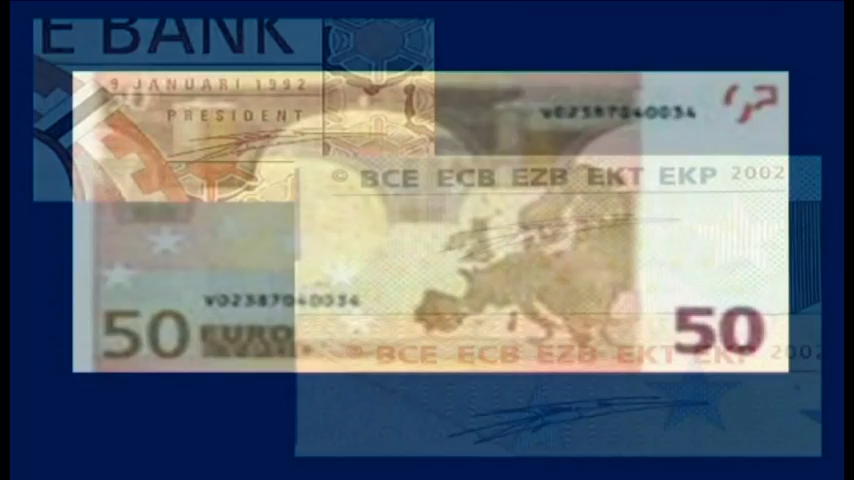 E BANK
9 JANUARI 1992
PRESIDENT
V02387040034
© BCE ECB EZB EKT EKP 2002
V02387040034
50 EURO
50
© BCE ECB EZB EKT EKP 2002